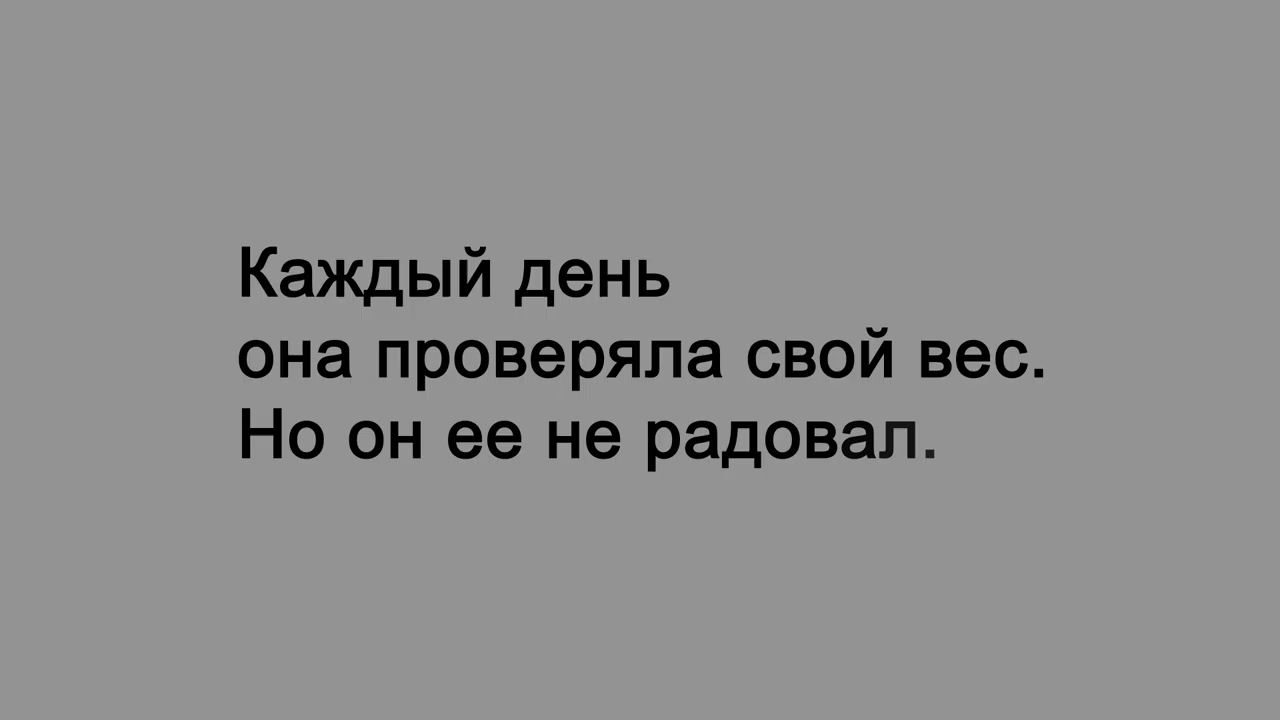 Каждый день
она проверяла свой вес.
Но он ее не радовал.